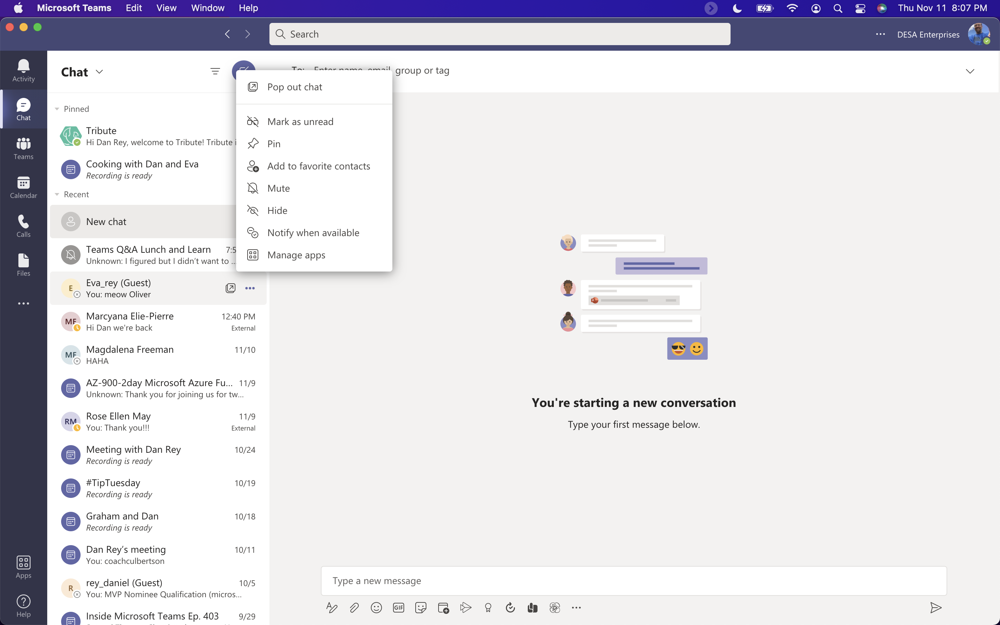 Microsoft Teams Edit View Window Help Thu Nov 11 8:07 PM
Search
DESA Enterprises
Activity
Chat
Teams
Calendar
Calls
Files
Apps
Help
Chat
Pinned
Tribute
Hi Dan Rey, welcome to Tribute! Tribute
Cooking with Dan and Eva
Recording is ready
Recent
New chat
Teams Q&A Lunch and Learn 7:5
Unknown: I figured but I didn't want to ...
E
Eva_rey (Guest)
You: meow Oliver
Marcyana Elie-Pierre 12:40 PM
Hi Dan we're back External
Magdalena Freeman 11/10
HAHA
AZ-900-2day Microsoft Azure Fu... 11/9
Unknown: Thank you for joining us for tw...
RM
Rose Ellen May 11/9
You: Thank you!!! External
Meeting with Dan Rey 10/24
Recording is ready
#TipTuesday 10/19
Recording is ready
Graham and Dan 10/18
Recording is ready
Dan Rey's meeting 10/11
You: coachculbertson
R
rey_daniel (Guest) 10/5
You: MVP Nominee Qualification (micros...
Inside Microsoft Teams Ep. 403 9/29
Pop out chat
Mark as unread
Pin
Add to favorite contacts
Mute
Hide
Notify when available
Manage apps
To: Enter name, email, group or tag
You're starting a new conversation
Type your first message below.
Type a new message
GIF